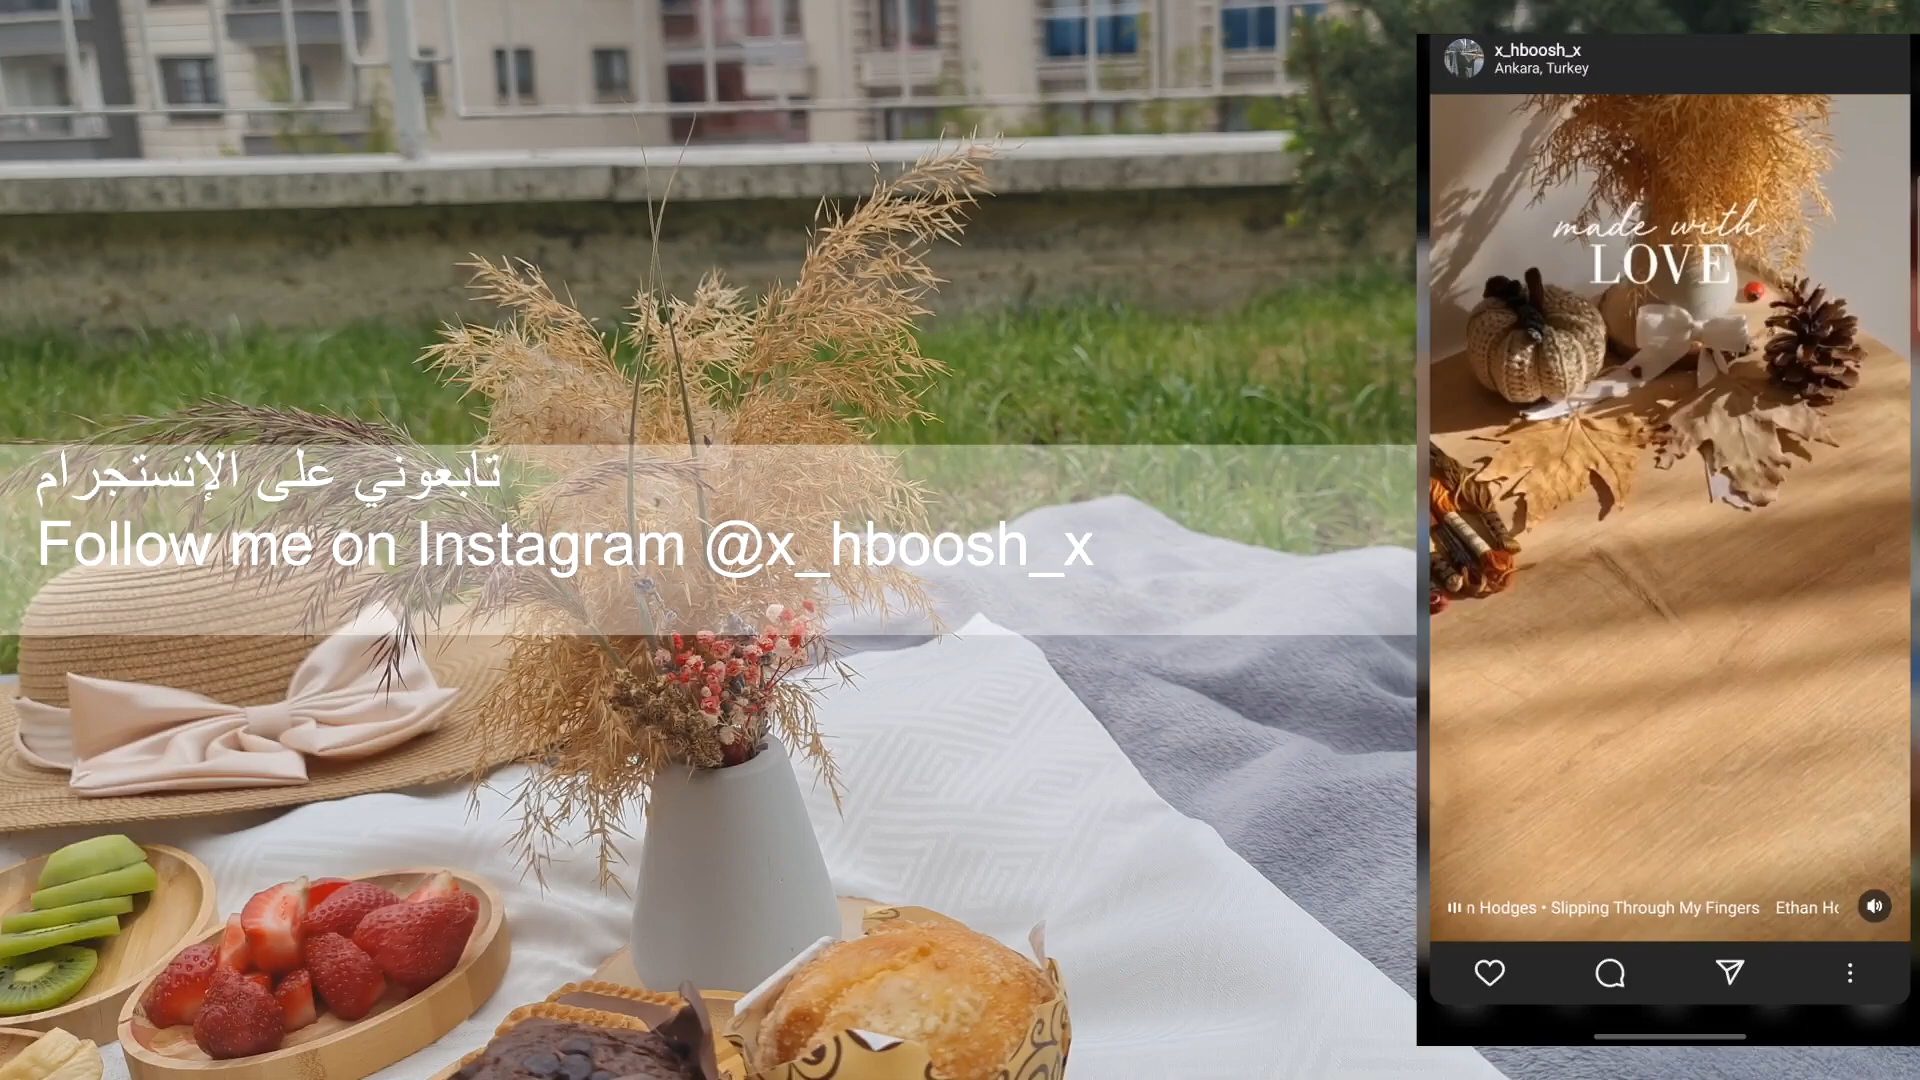 تابعوني على الإنستجرام
Follow me on Instagram @x_hboosh_x
x_hboosh_x
Ankara, Turkey
made with
LOVE
n Hodges • Slipping Through My Fingers Ethan